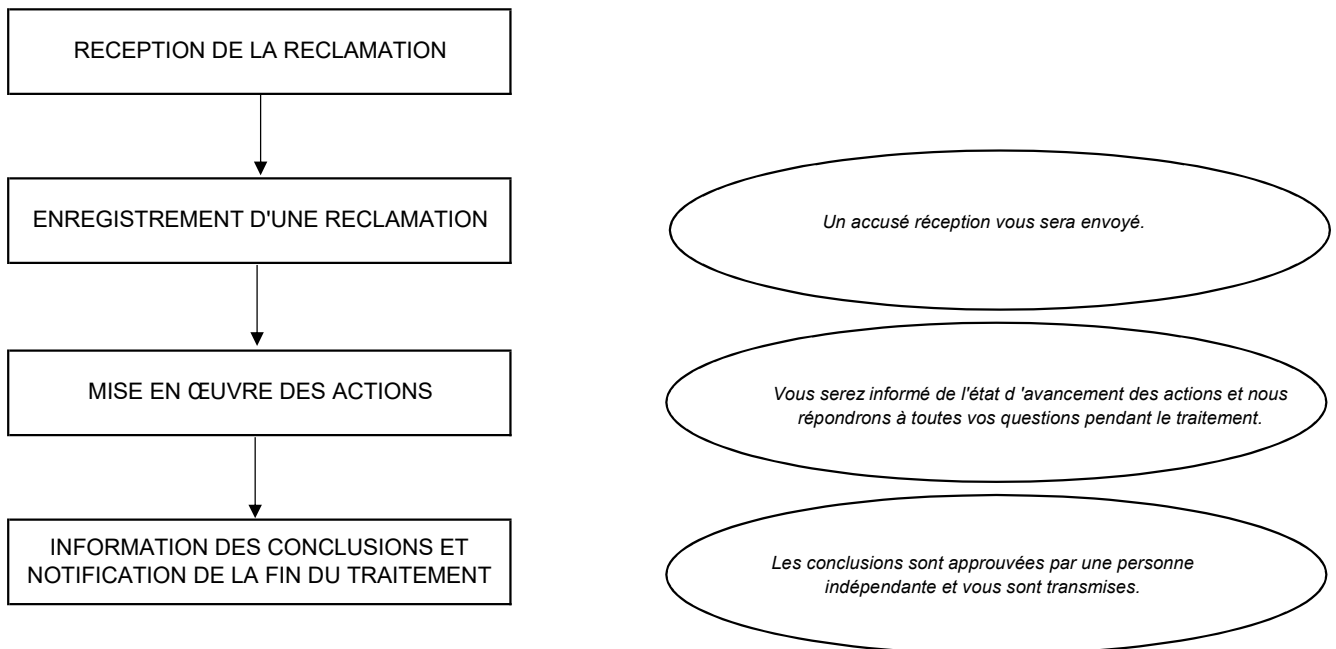 RECEPTION DE LA RECLAMATION
ENREGISTREMENT D'UNE RECLAMATION
Un accusé réception vous sera envoyé.
MISE EN ŒUVRE DES ACTIONS
Vous serez informé de l'état d 'avancement des actions et nous
répondrons à toutes vos questions pendant le traitement.
INFORMATION DES CONCLUSIONS ET
NOTIFICATION DE LA FIN DU TRAITEMENT
Les conclusions sont approuvées par une personne
indépendante et vous sont transmises.